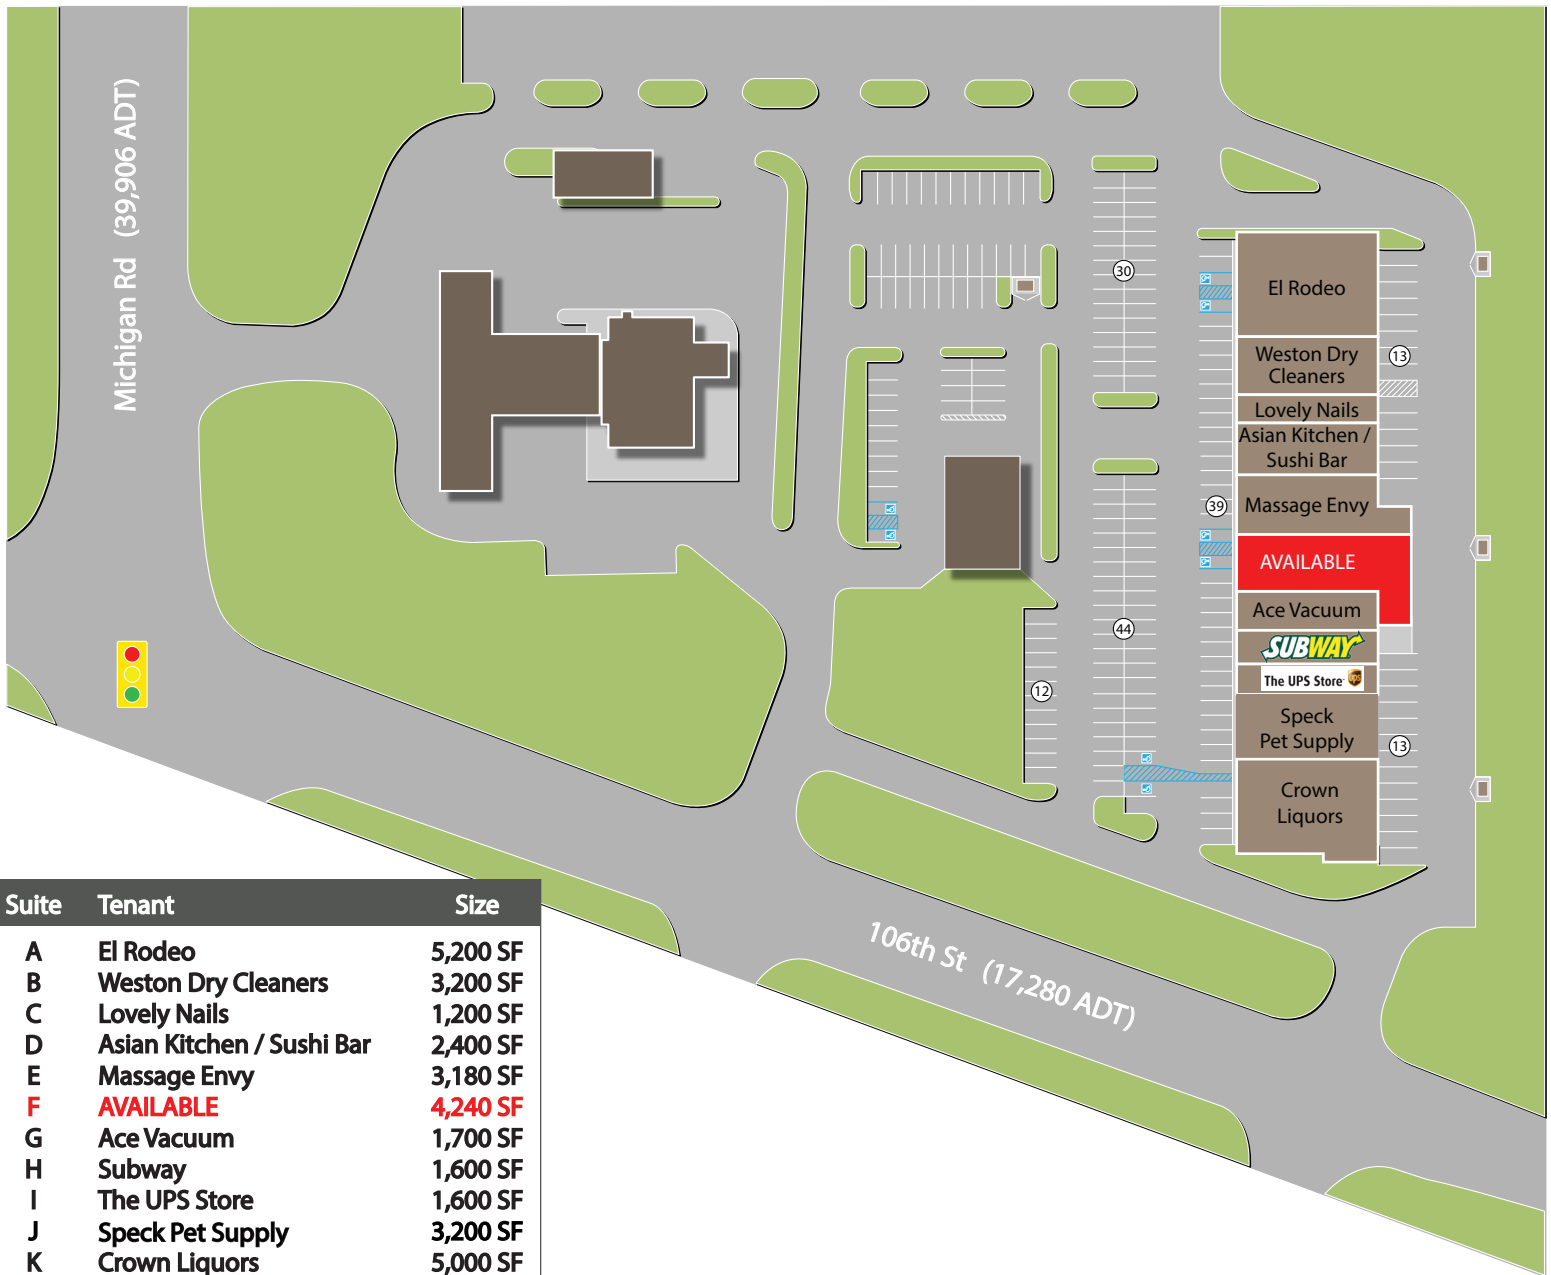 Michigan Rd (39,906 ADT)
30
El Rodeo
Weston Dry
Cleaners
13
Lovely Nails
Asian Kitchen /
Sushi Bar
39
Massage Envy
AVAILABLE
Ace Vacuum
44
SUBWAY
The UPS Store
ups
12
Speck
Pet Supply
13
Crown
Liquors
106th St (17,280 ADT)
Suite Tenant Size
A El Rodeo 5,200 SF
B Weston Dry Cleaners 3,200 SF
C Lovely Nails 1,200 SF
D Asian Kitchen / Sushi Bar 2,400 SF
E Massage Envy 3,180 SF
F AVAILABLE 4,240 SF
G Ace Vacuum 1,700 SF
H Subway 1,600 SF
I The UPS Store 1,600 SF
J Speck Pet Supply 3,200 SF
K Crown Liquors 5,000 SF